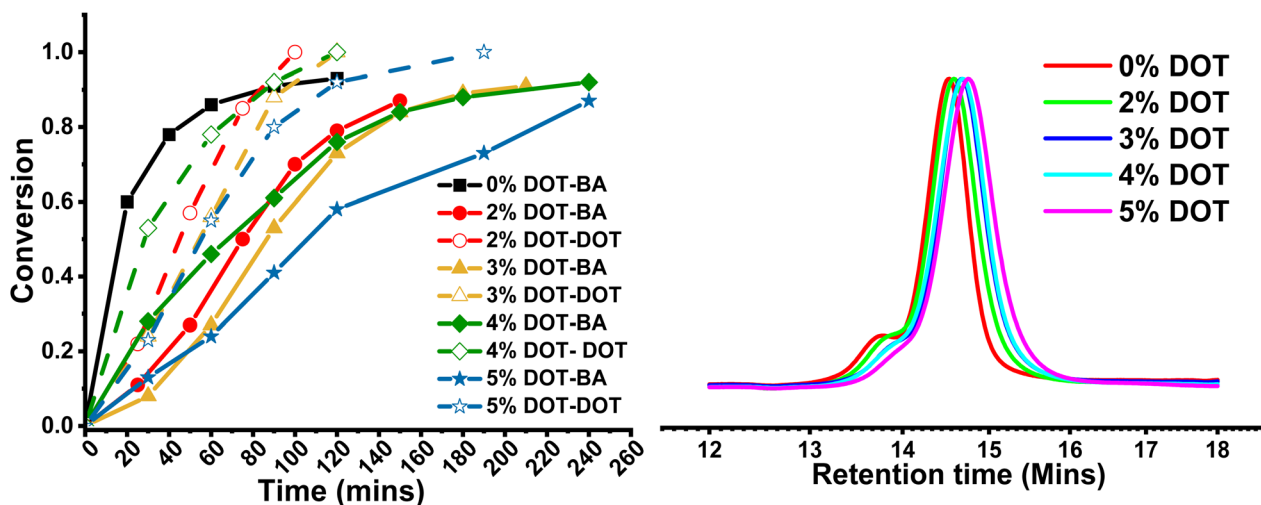 Conversion
1.0
0.8
0.6
0.4
0.2
0.0
0 20 40 60 80 100 120 140 160 180 200 220 240 260
Time (mins)
0% DOT-BA
2% DOT-BA
2% DOT-DOT
3% DOT-BA
3% DOT-DOT
4% DOT-BA
4% DOT- DOT
5% DOT-BA
5% DOT-DOT
0% DOT
2% DOT
3% DOT
4% DOT
5% DOT
12 13 14 15 16 17 18
Retention time (Mins)